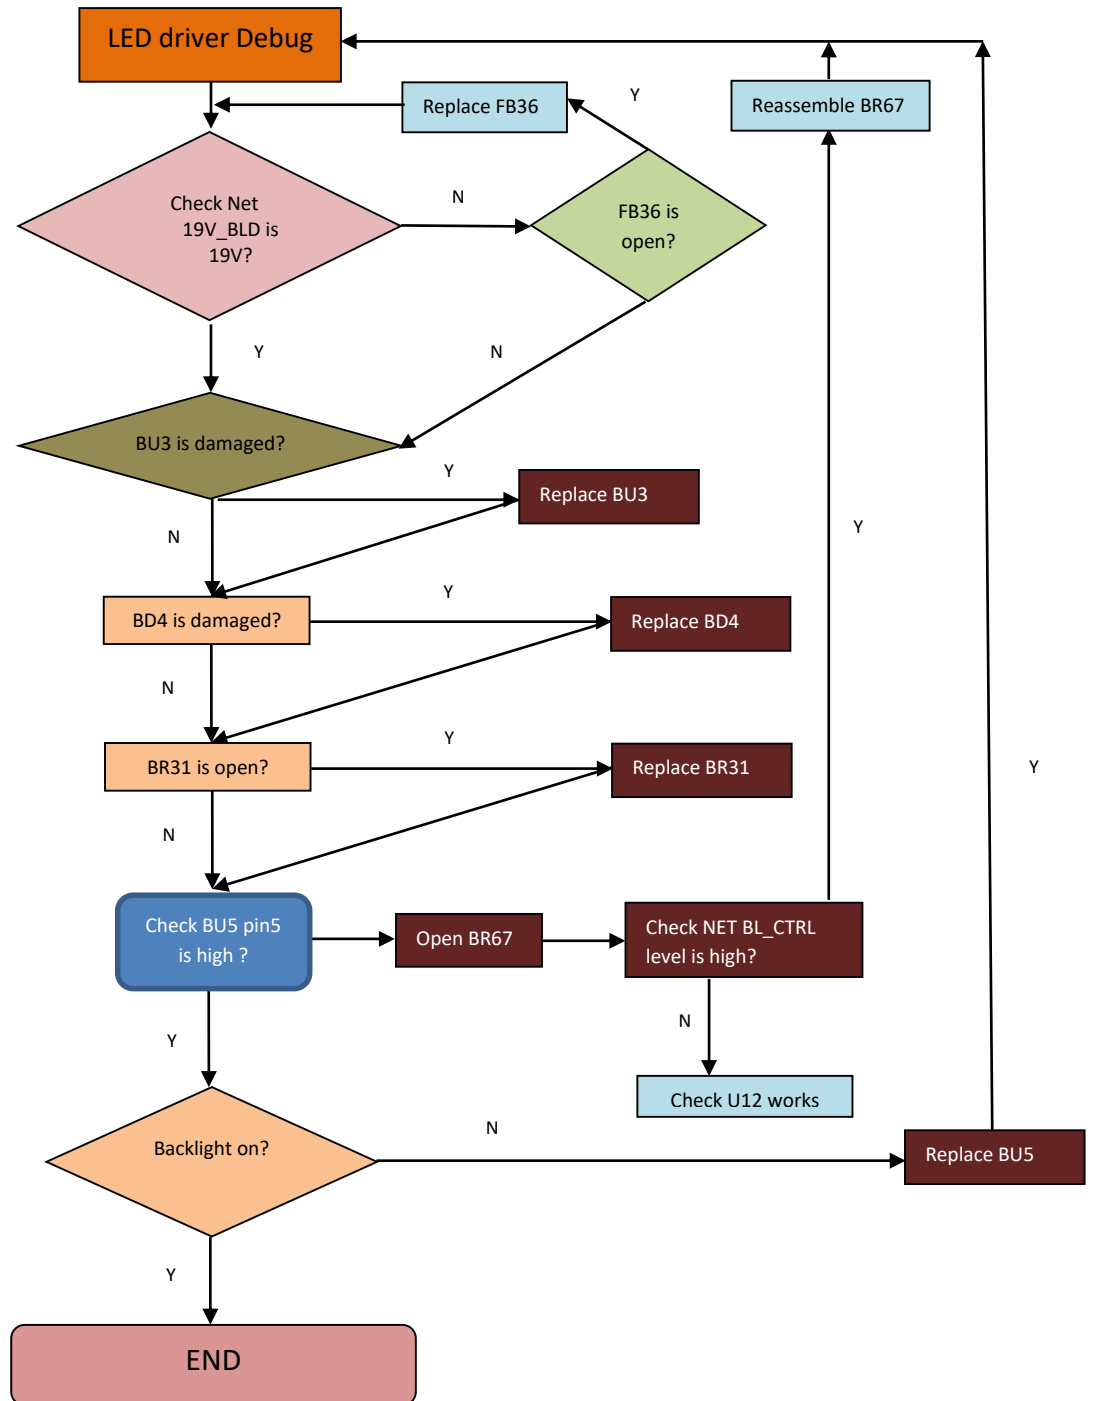 LED driver Debug
Replace FB36
Y
Reassemble BR67
Check Net
19V_BLD is
19V?
N
FB36 is
open?
Y
N
BU3 is damaged?
Y
Replace BU3
N
Y
BD4 is damaged?
Y
Replace BD4
N
BR31 is open?
Y
Replace BR31
Y
N
Check BU5 pin5
is high ?
Open BR67
Check NET BL_CTRL
level is high?
Y
N
Check U12 works
Backlight on?
N
Replace BU5
Y
END